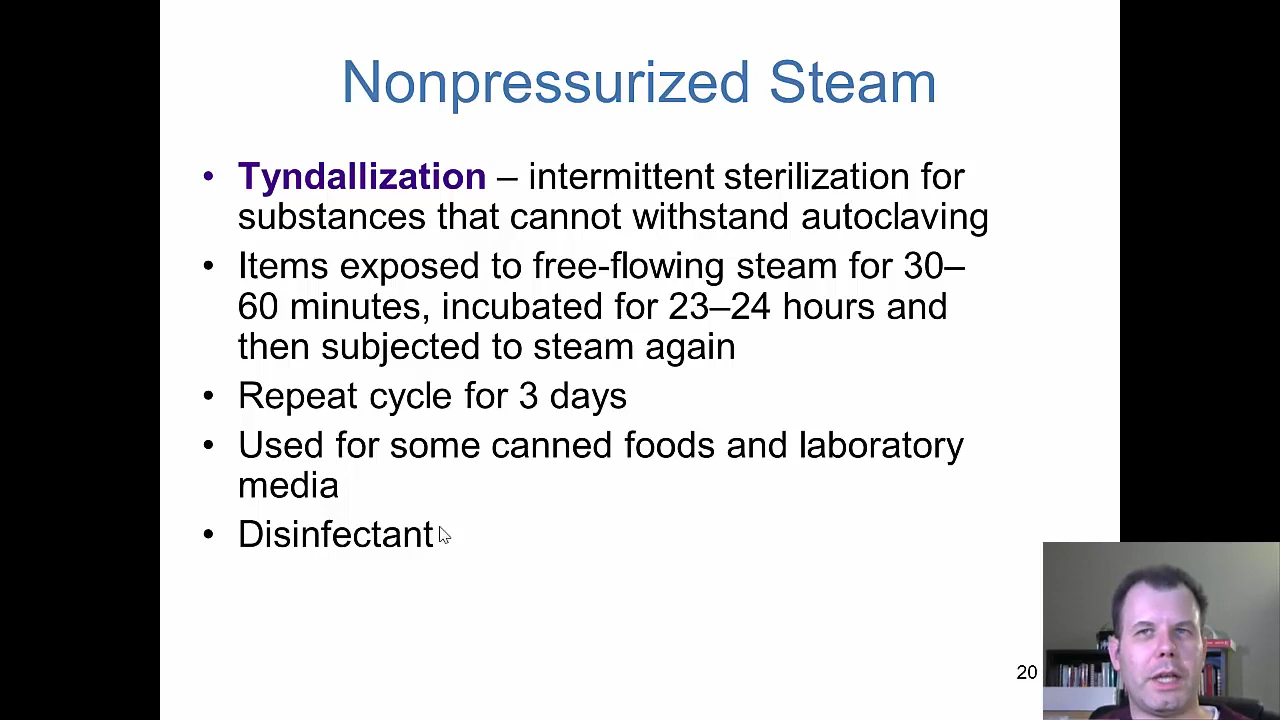 Nonpressurized Steam
• Tyndallization – intermittent sterilization for
substances that cannot withstand autoclaving
• Items exposed to free-flowing steam for 30–
60 minutes, incubated for 23–24 hours and
then subjected to steam again
• Repeat cycle for 3 days
• Used for some canned foods and laboratory
media
• Disinfectant
20